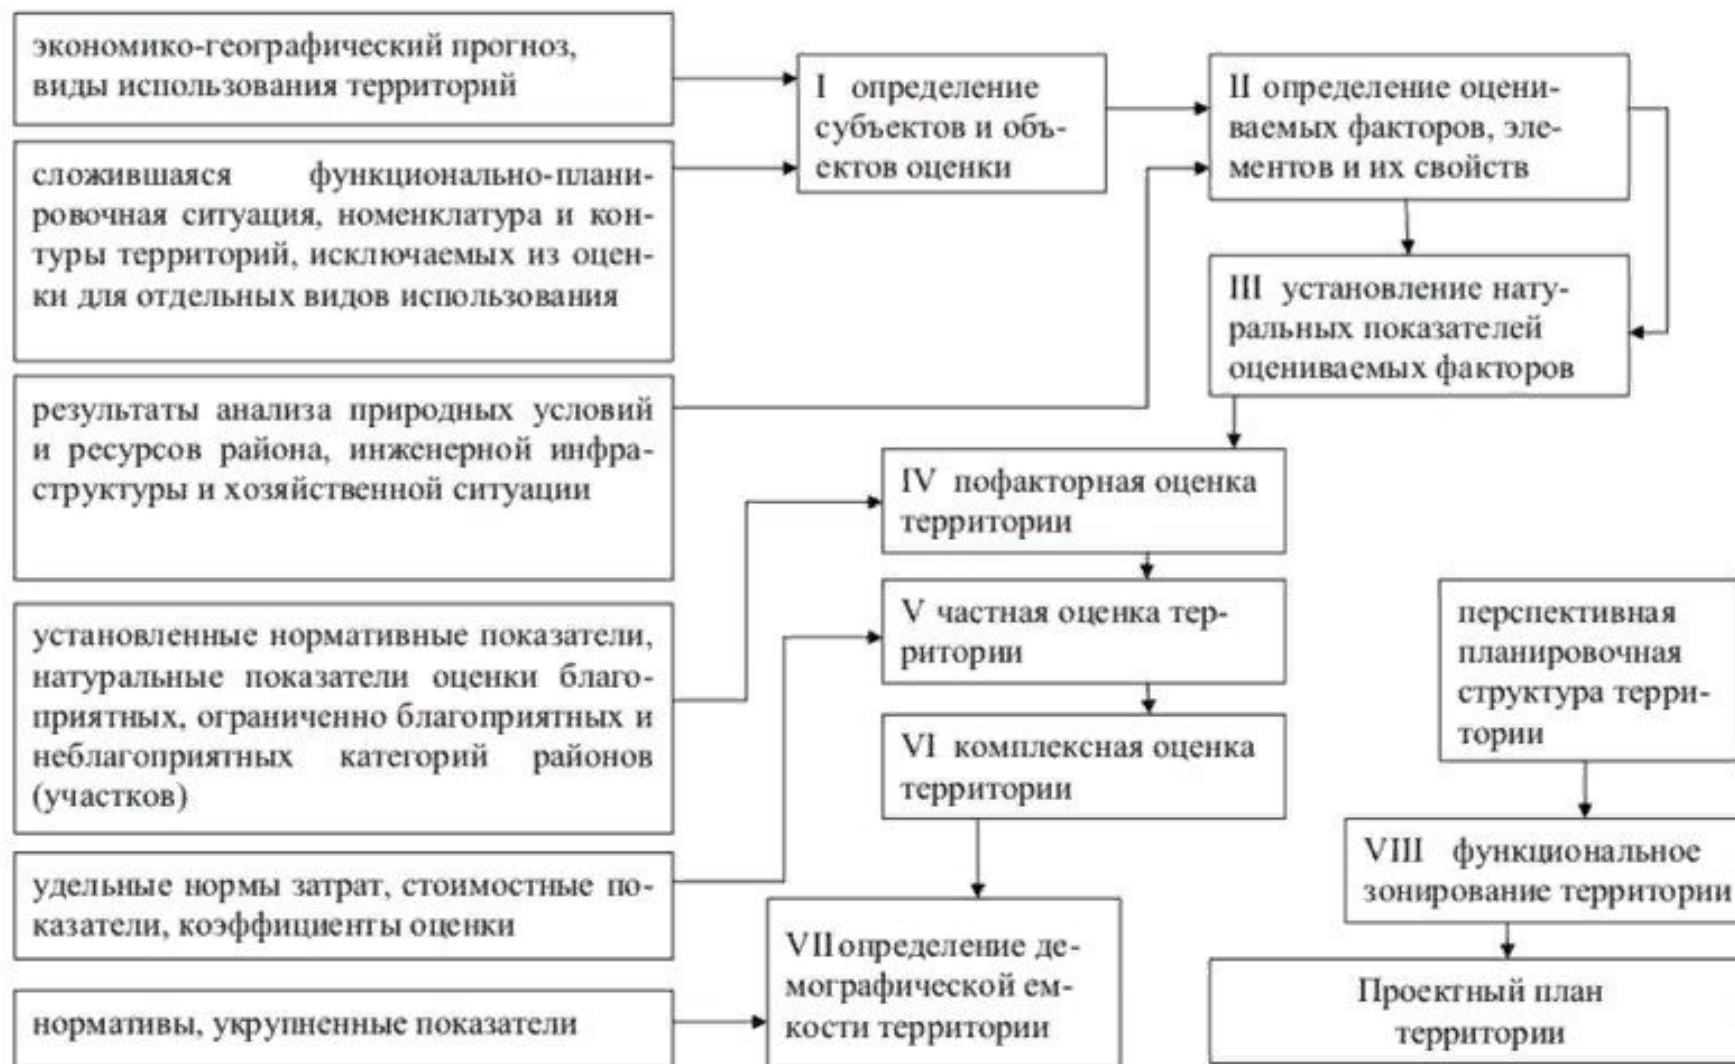 экономико-географический прогноз,
виды использования территорий
сложившаяся функционально-плани-
ровочная ситуация, номенклатура и кон-
туры территорий, исключаемых из оцен-
ки для отдельных видов использования
результаты анализа природных условий
и ресурсов района, инженерной инфра-
структуры и хозяйственной ситуации
установленные нормативные показатели,
натуральные показатели оценки благо-
приятных, ограниченно благоприятных и
неблагоприятных категорий районов
(участков)
удельные нормы затрат, стоимостные по-
казатели, коэффициенты оценки
нормативы, укрупненные показатели
I определение
субъектов и объ-
ектов оценки
II определение оцени-
ваемых факторов, эле-
ментов и их свойств
III установление нату-
ральных показателей
оцениваемых факторов
IV пофакторная оценка
территории
V частная оценка тер-
ритории
VI комплексная оценка
территории
VII определение де-
мографической ем-
кости территории
перспективная
планировочная
структура терри-
тории
VIII функциональное
зонирование территории
Проектный план
территории